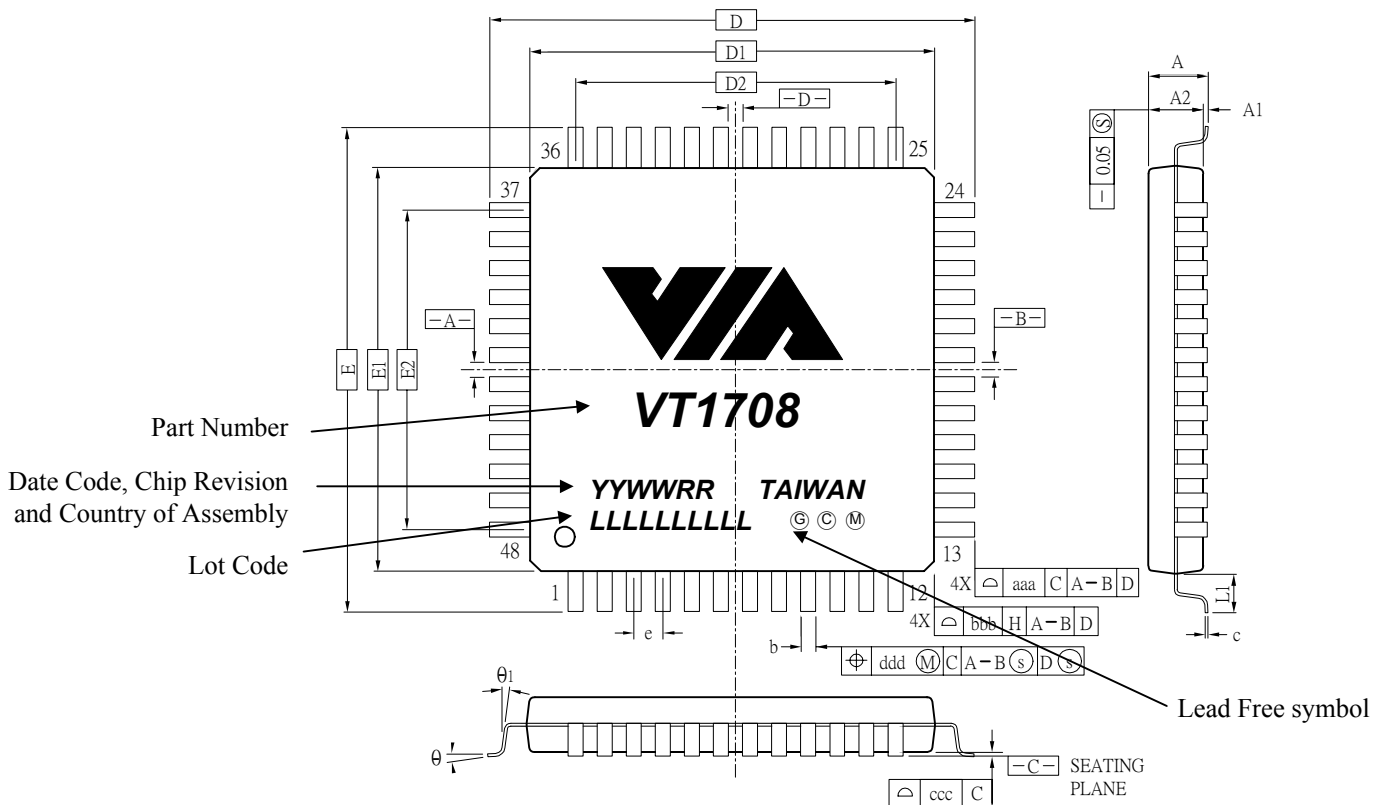 D
D1
D2
-D-
A
A2
A1
0.05 S
36
25
37
24
VIA
-A-
-B-
E
E1
E2
VT1708
Part Number
Date Code, Chip Revision
and Country of Assembly
YYWWRR TAIWAN
LLLLLLLLLL G C M
Lot Code
48
13
1
12
4X aaa C A-B D
4X bbb H A-B D
e
b
ddd M C A-B S D S
L1
c
θ1
θ
Lead Free symbol
-C- SEATING
PLANE
ccc C